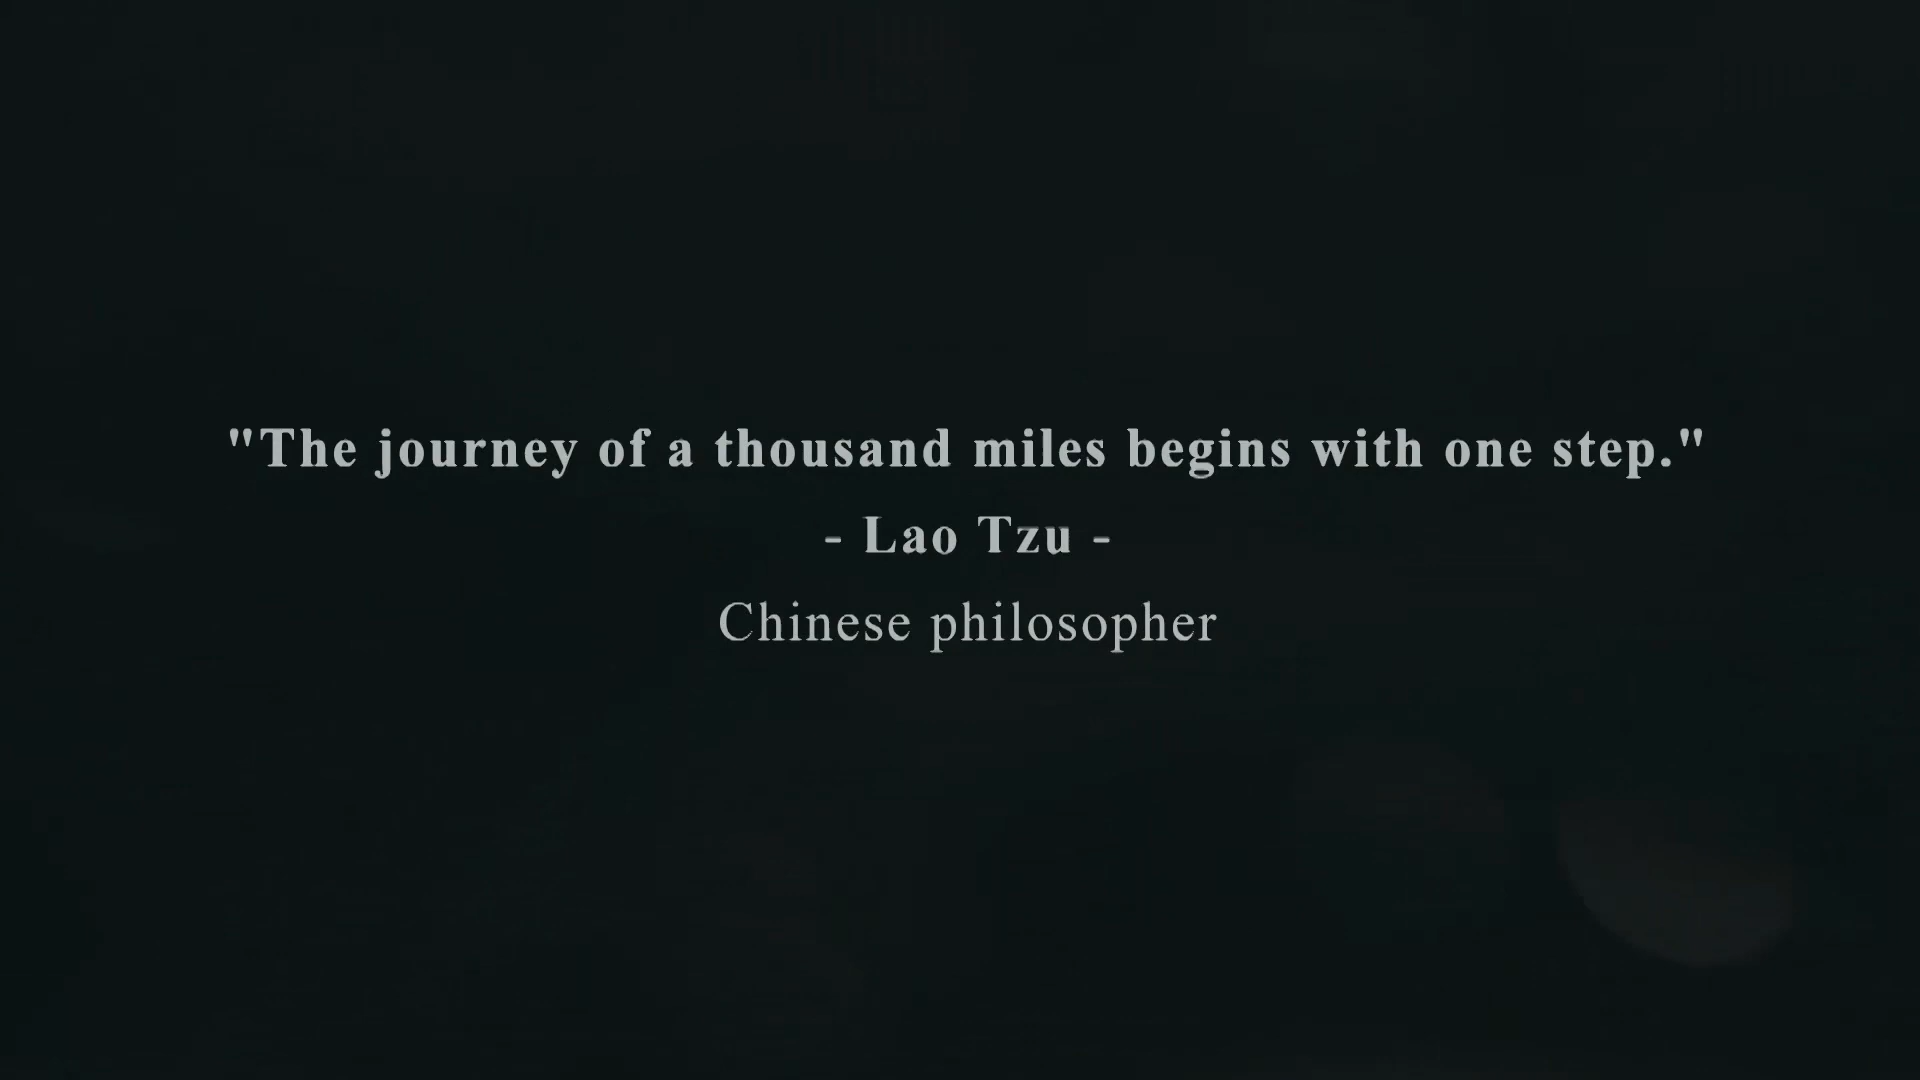 "The journey of a thousand miles begins with one step."
- Lao Tzu -
Chinese philosopher